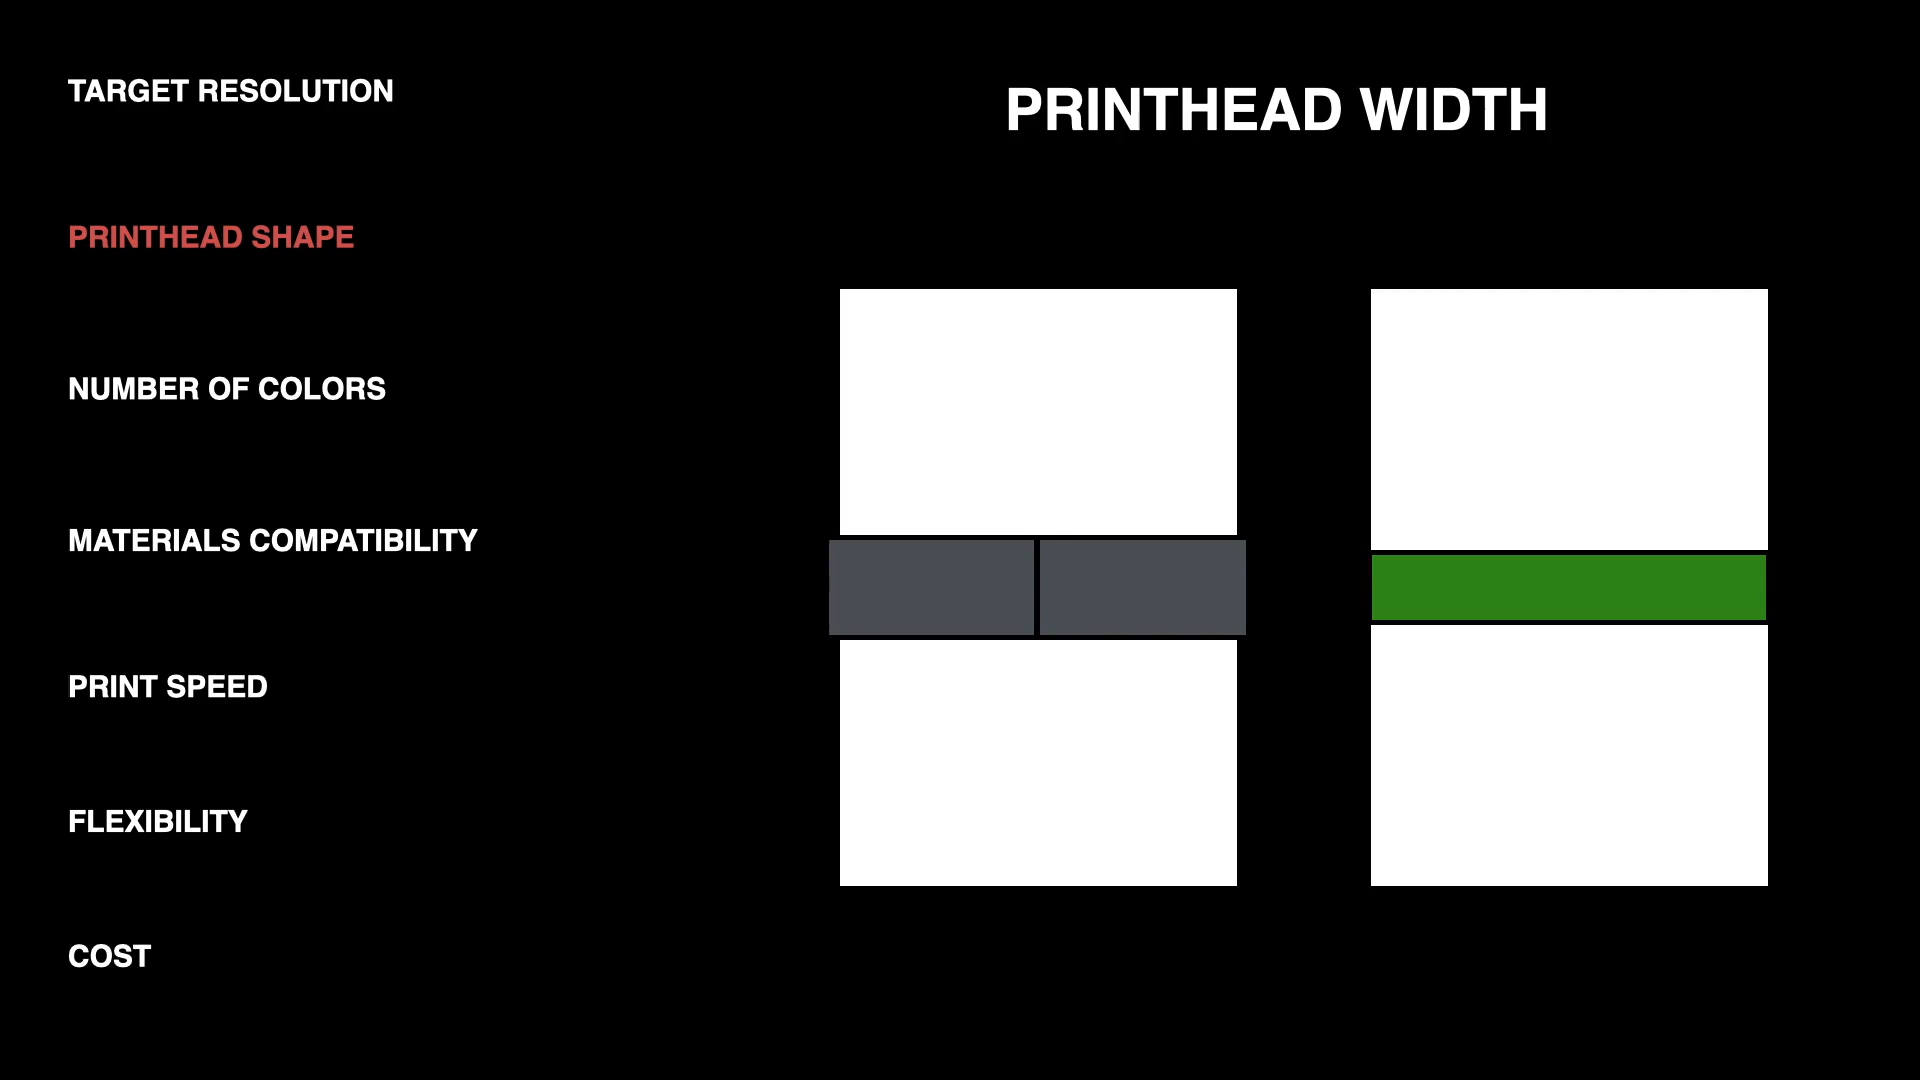 TARGET RESOLUTION
PRINTHEAD SHAPE
NUMBER OF COLORS
MATERIALS COMPATIBILITY
PRINT SPEED
FLEXIBILITY
COST
PRINTHEAD WIDTH